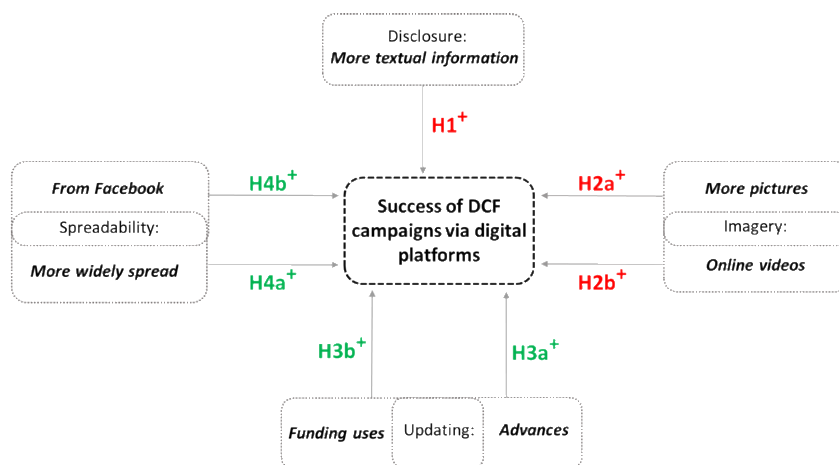 Disclosure:
More textual information
H1+
From Facebook
H4b+
Spreadability:
More widely spread
H4a+
Success of DCF
campaigns via digital
platforms
H2a+
More pictures
Imagery:
H2b+
Online videos
H3b+
H3a+
Funding uses
Updating:
Advances